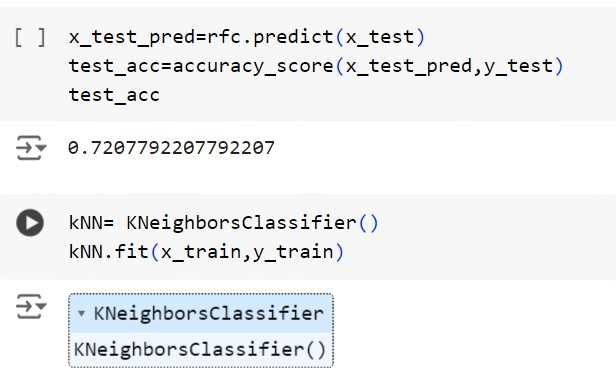 [ ] x_test_pred=rfc.predict(x_test)
test_acc=accuracy_score(x_test_pred,y_test)
test_acc
0.7207792207792207
kNN= KNeighborsClassifier()
kNN.fit(x_train,y_train)
▾ KNeighborsClassifier
KNeighborsClassifier()